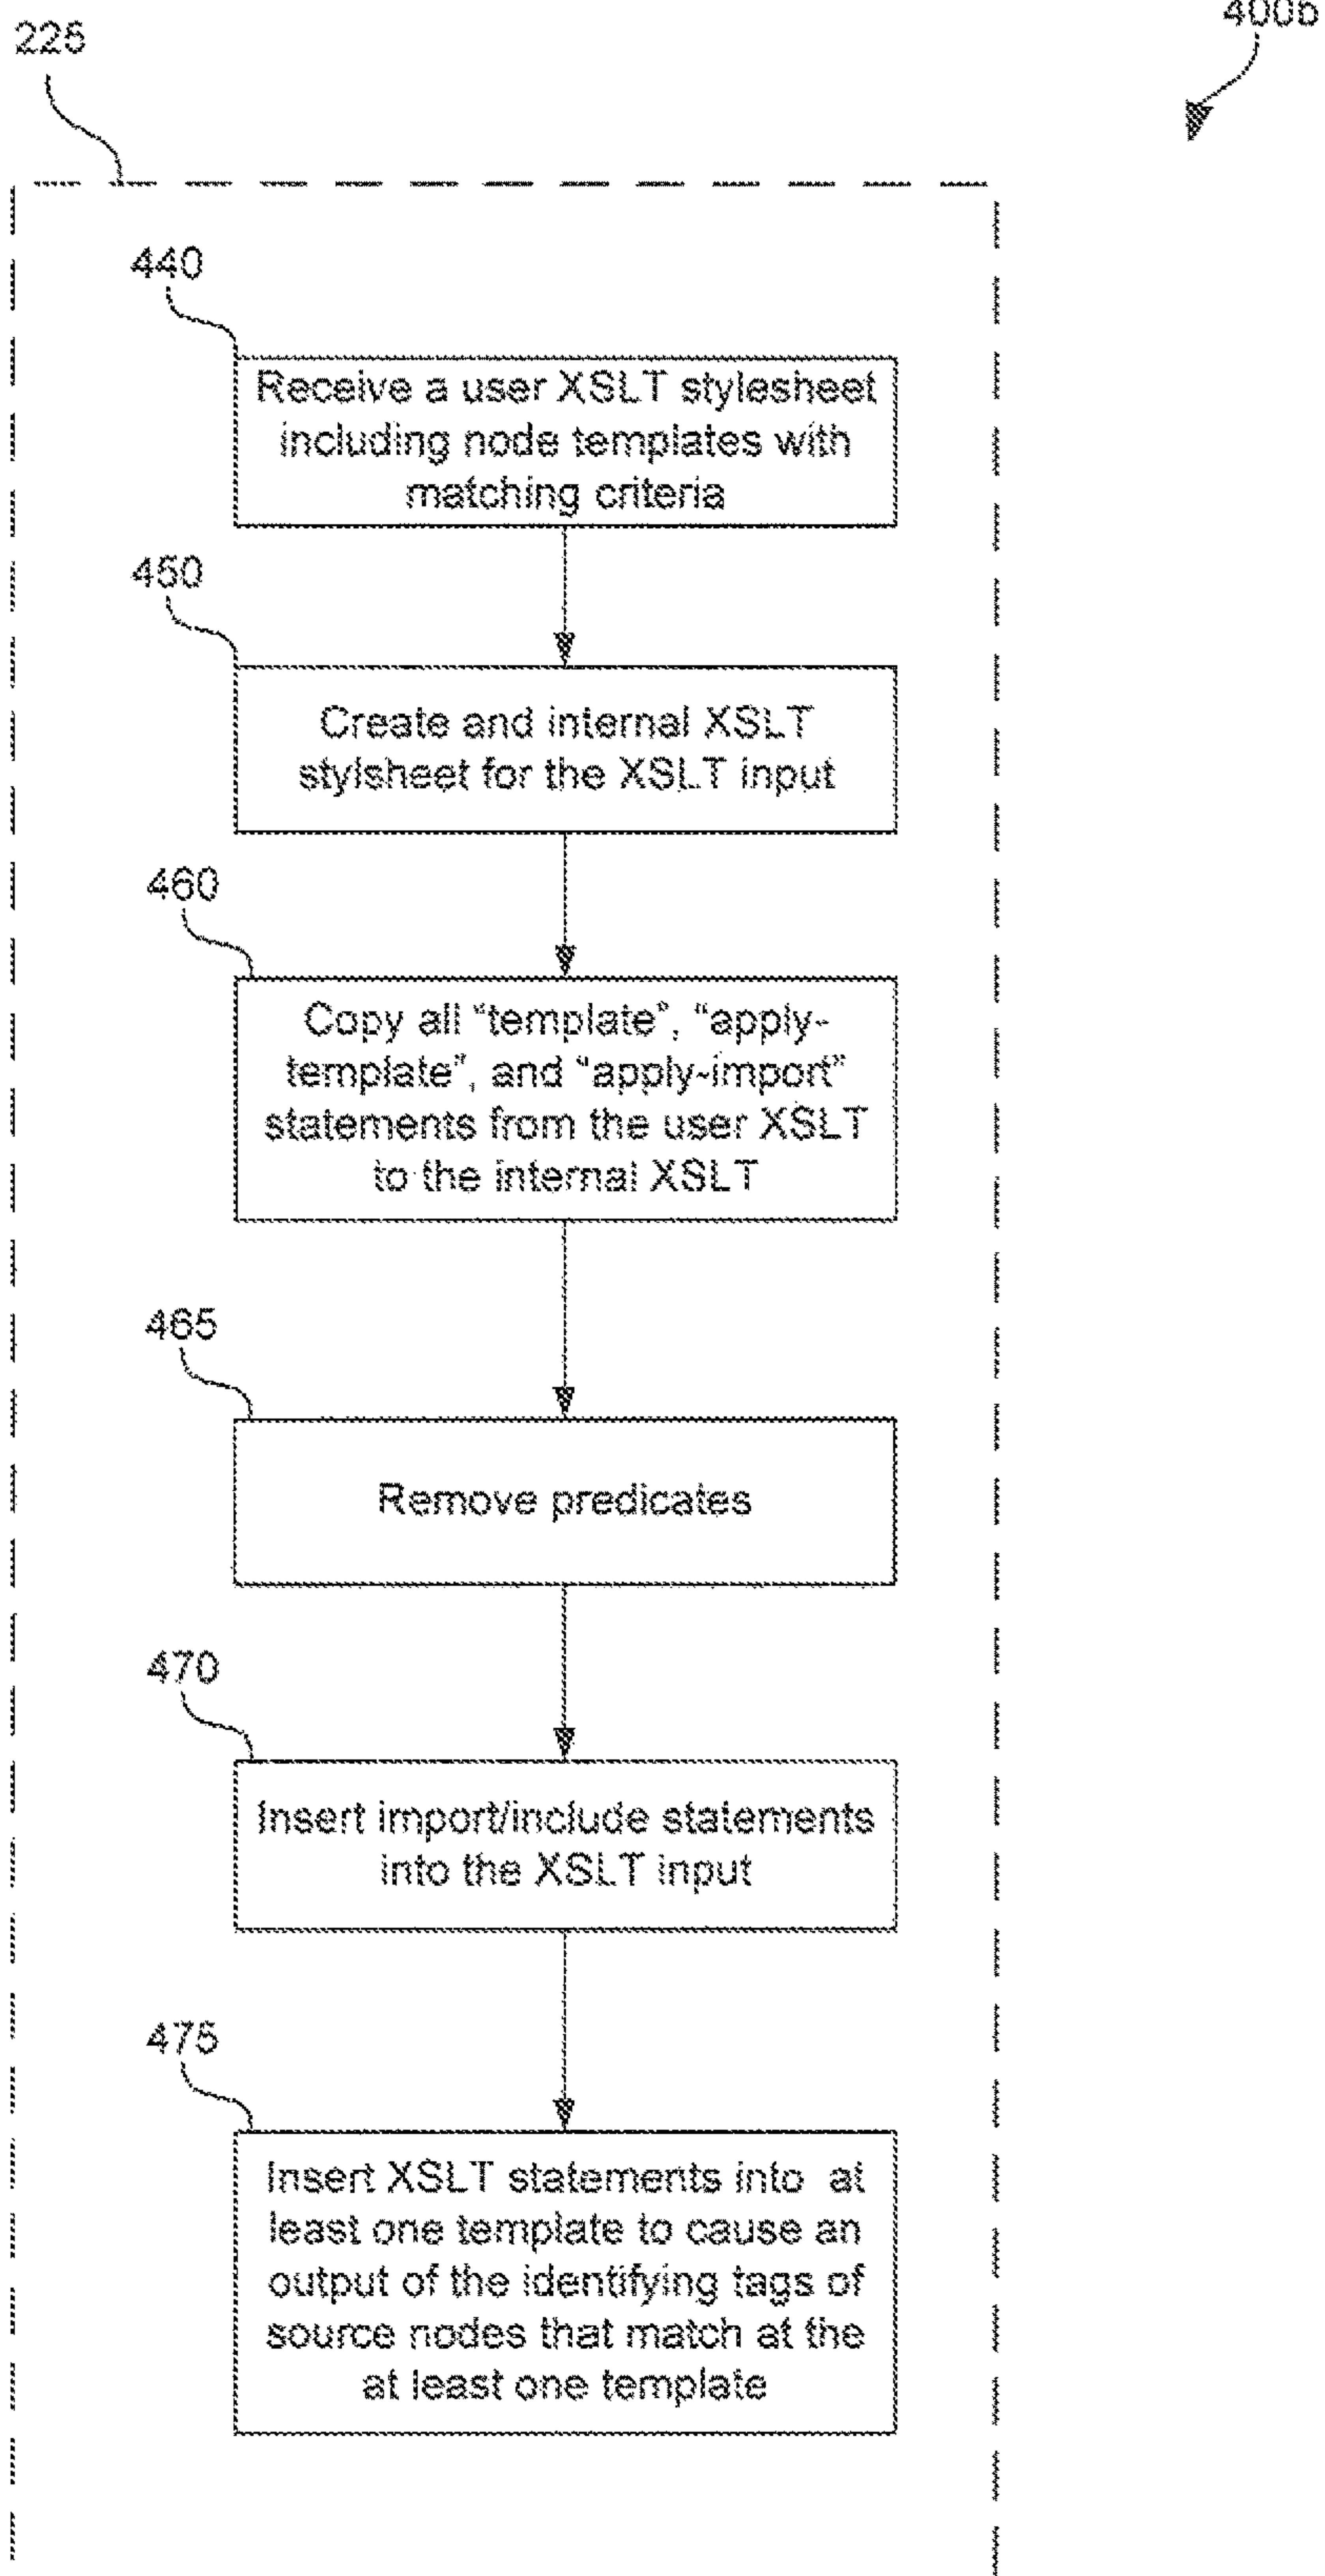 400b
225
440
Receive a user XSLT stylesheet
including node templates with
matching criteria
450
Create and internal XSLT
stylsheet for the XSLT input
460
Copy all “template”, “apply-
template”, and “apply-import”
statements from the user XSLT
to the internal XSLT
465
Remove predicates
470
Insert import/include statements
into the XSLT input
475
Insert XSLT statements into at
least one template to cause an
output of the identifying tags of
source nodes that match at the
at least one template